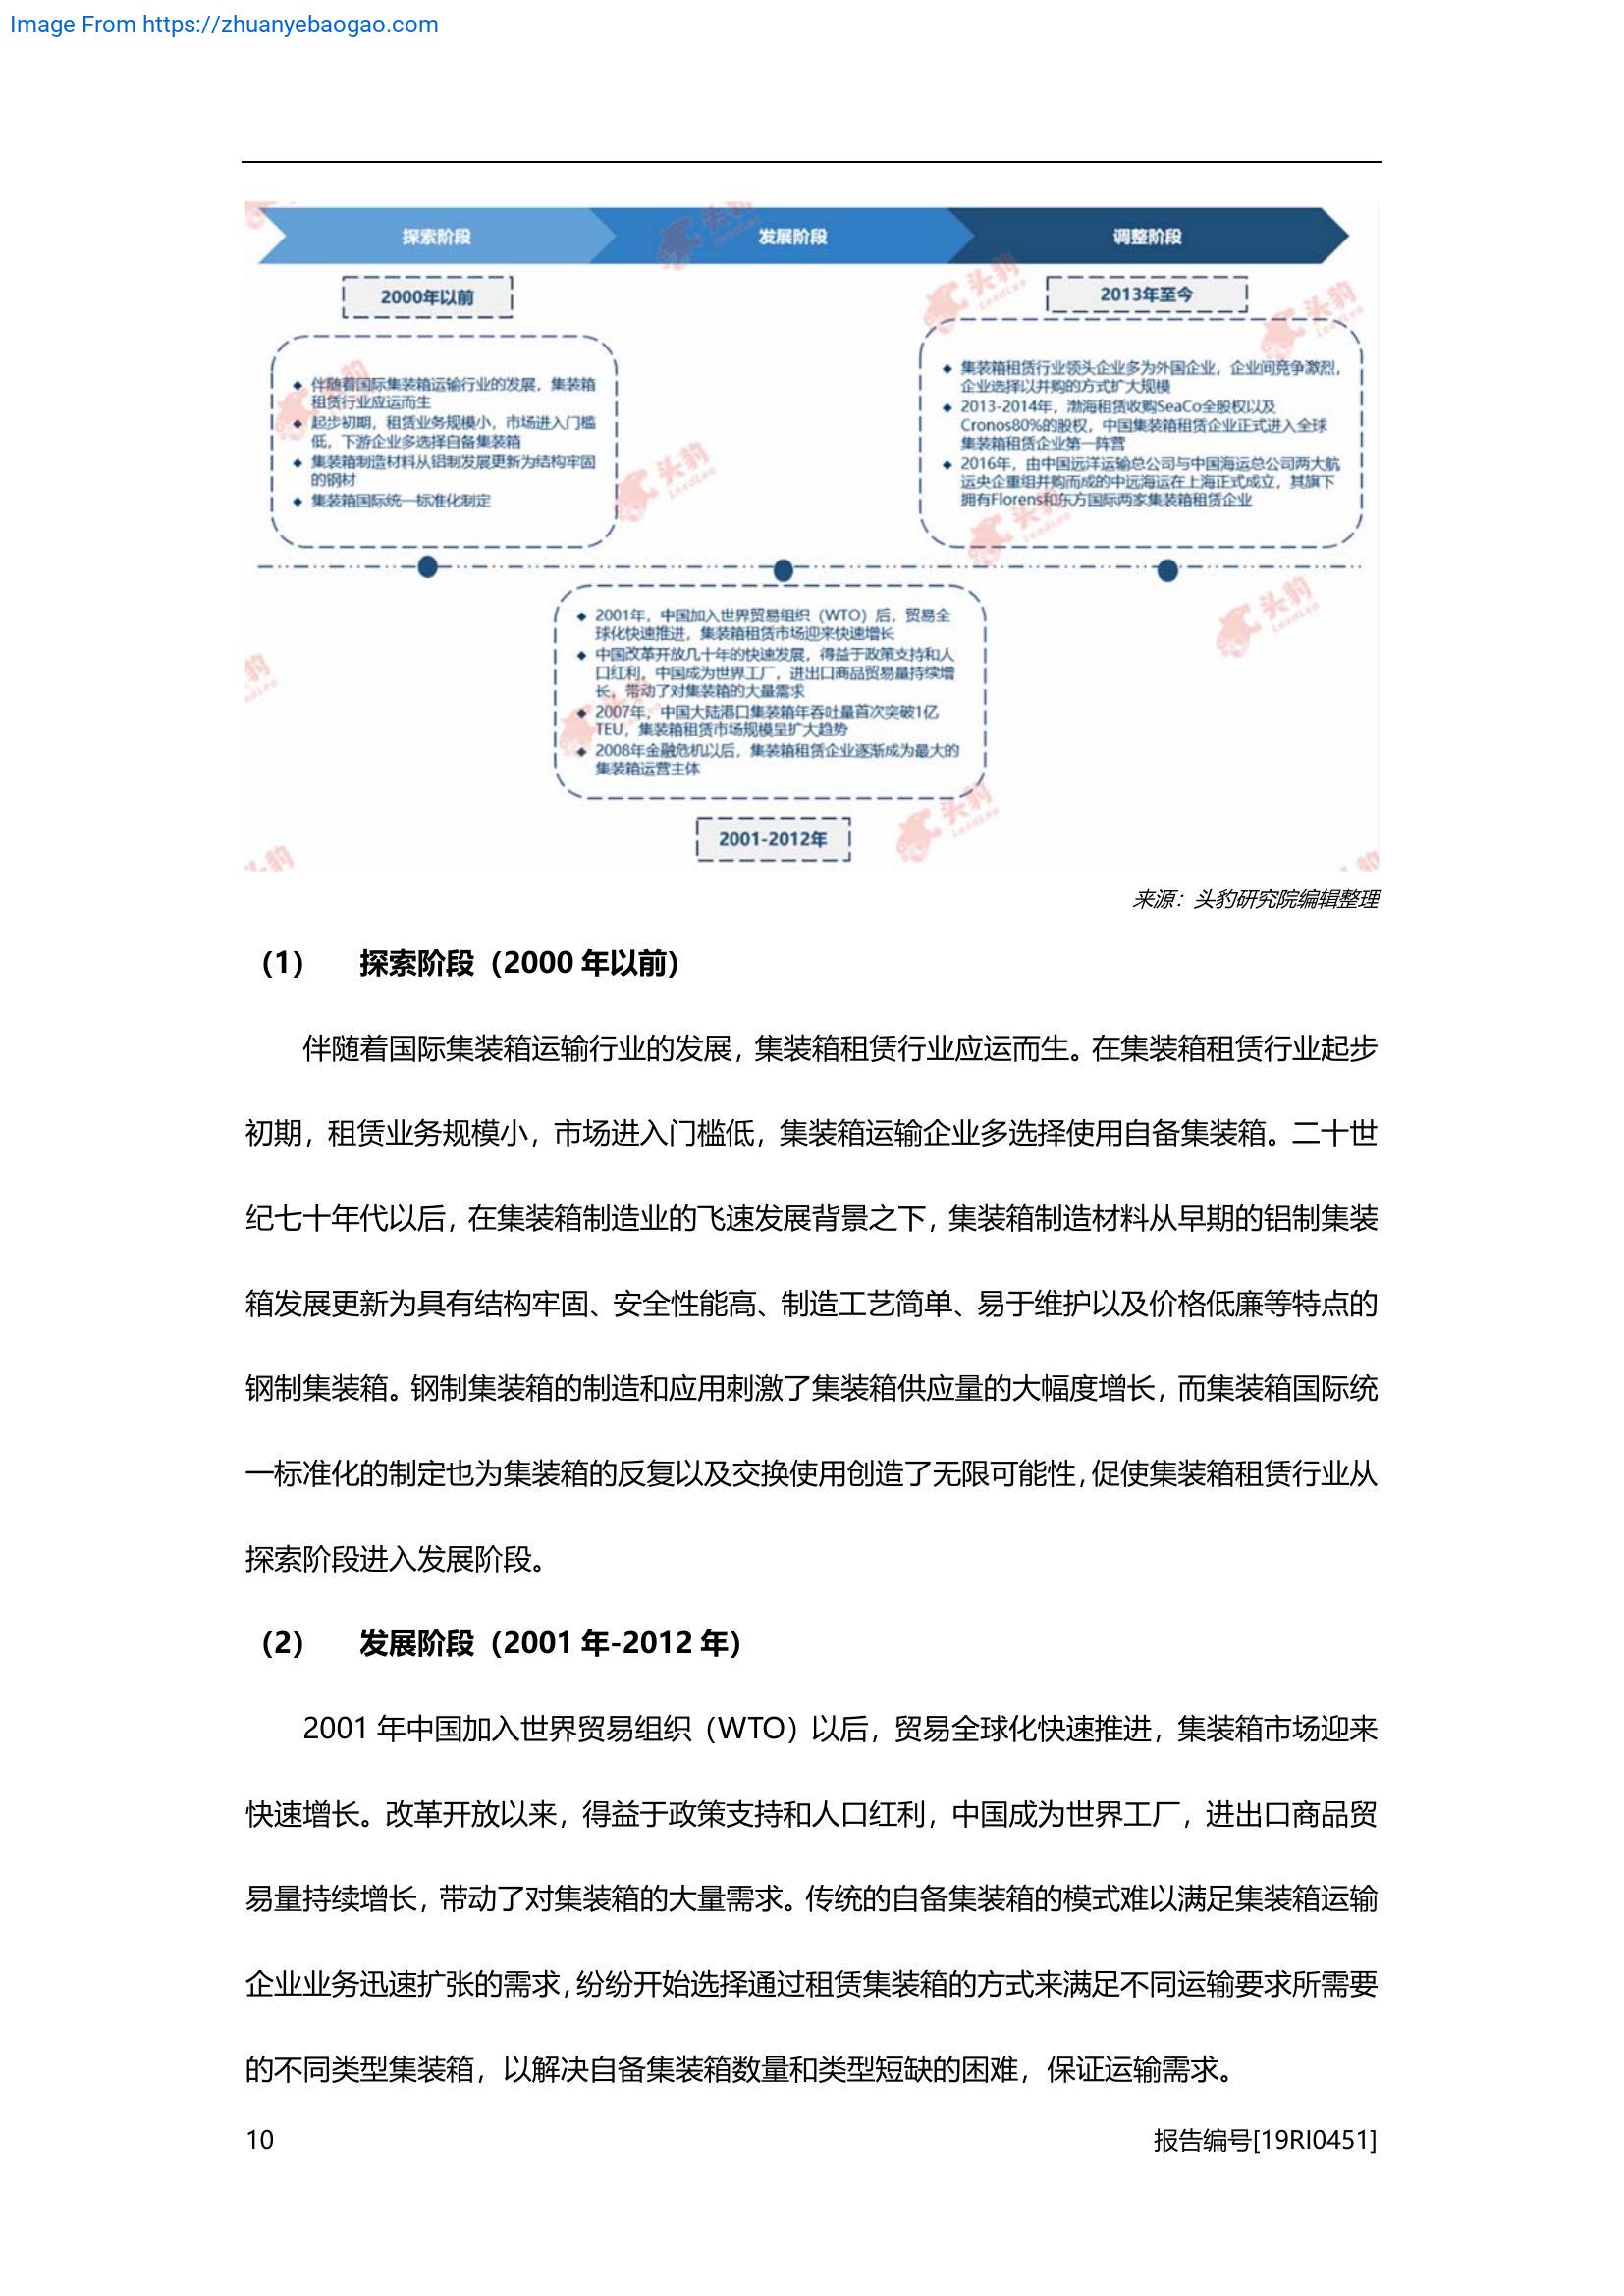 Image From https://zhuanyebaogao.com
探索阶段
发展阶段
调整阶段
2000年以前
伴随着国际集装箱运输行业的发展，集装箱
租赁行业应运而生
起步初期，租赁业务规模小，市场进入门槛
低，下游企业多选择自备集装箱
集装箱制造材料从铝制发展更新为结构牢固
的钢材
集装箱国际统一标准化制定
2013年至今
集装箱租赁行业领头企业多为外国企业，企业间竞争激烈，
企业选择以并购的方式扩大规模
2013-2014年，渤海租赁收购SeaCo全股权以及
Cronos80%的股权，中国集装箱租赁企业正式进入全球
集装箱租赁企业第一阵营
2016年，由中国远洋运输总公司与中国海运总公司两大航
运央企重组并购而成的中远海运在上海正式成立，其旗下
拥有Florens和东方国际两家集装箱租赁企业
2001年，中国加入世界贸易组织（WTO）后，贸易全
球化快速推进，集装箱租赁市场迎来快速增长
中国改革开放几十年的快速发展，得益于政策支持和人
口红利，中国成为世界工厂，进出口商品贸易量持续增
长，带动了对集装箱的大量需求
2007年，中国大陆港口集装箱年吞吐量首次突破1亿
TEU，集装箱租赁市场规模呈扩大趋势
2008年金融危机以后，集装箱租赁企业逐渐成为最大的
集装箱运营主体
2001-2012年
头豹
LeadLeo
来源：头豹研究院编辑整理
（1） 探索阶段（2000 年以前）
伴随着国际集装箱运输行业的发展，集装箱租赁行业应运而生。在集装箱租赁行业起步
初期，租赁业务规模小，市场进入门槛低，集装箱运输企业多选择使用自备集装箱。二十世
纪七十年代以后，在集装箱制造业的飞速发展背景之下，集装箱制造材料从早期的铝制集装
箱发展更新为具有结构牢固、安全性能高、制造工艺简单、易于维护以及价格低廉等特点的
钢制集装箱。钢制集装箱的制造和应用刺激了集装箱供应量的大幅度增长，而集装箱国际统
一标准化的制定也为集装箱的反复以及交换使用创造了无限可能性，促使集装箱租赁行业从
探索阶段进入发展阶段。
（2） 发展阶段（2001 年-2012 年）
2001 年中国加入世界贸易组织（WTO）以后，贸易全球化快速推进，集装箱市场迎来
快速增长。改革开放以来，得益于政策支持和人口红利，中国成为世界工厂，进出口商品贸
易量持续增长，带动了对集装箱的大量需求。传统的自备集装箱的模式难以满足集装箱运输
企业业务迅速扩张的需求，纷纷开始选择通过租赁集装箱的方式来满足不同运输要求所需要
的不同类型集装箱，以解决自备集装箱数量和类型短缺的困难，保证运输需求。
10
报告编号[19RI0451]